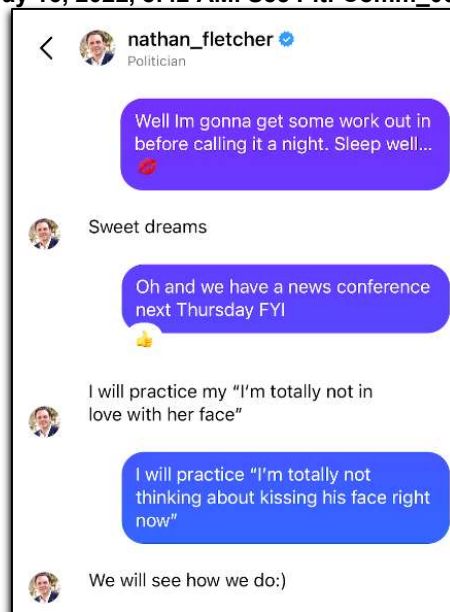 nathan_fletcher
Politician
Well Im gonna get some work out in
before calling it a night. Sleep well...
💋
Sweet dreams
Oh and we have a news conference
next Thursday FYI
👍
I will practice my “I’m totally not in
love with her face”
I will practice “I’m totally not
thinking about kissing his face right
now”
We will see how we do:)